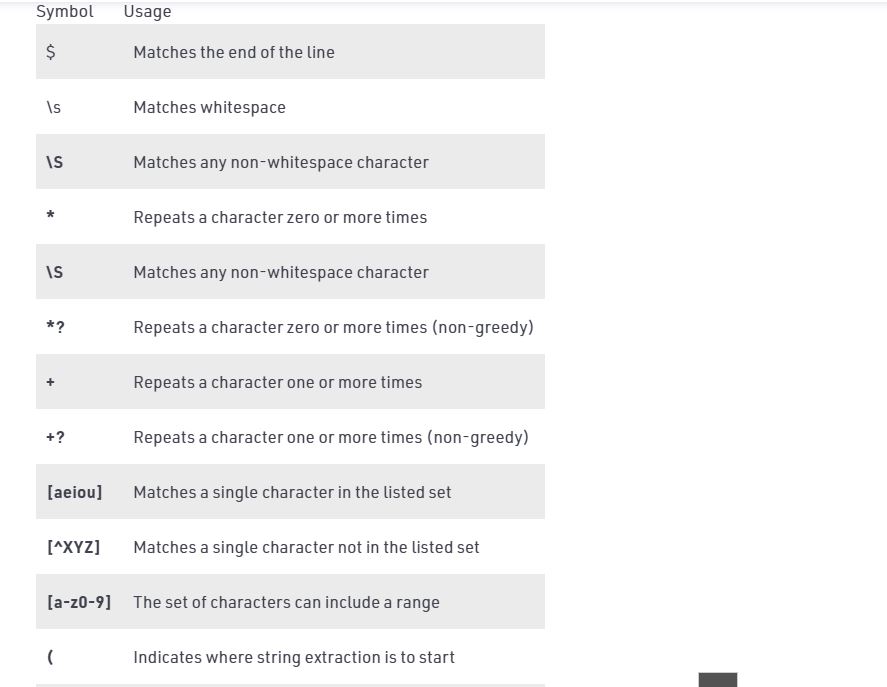 Symbol Usage
$ Matches the end of the line
\s Matches whitespace
\S Matches any non-whitespace character
* Repeats a character zero or more times
\S Matches any non-whitespace character
*? Repeats a character zero or more times (non-greedy)
+ Repeats a character one or more times
+? Repeats a character one or more times (non-greedy)
[aeiou] Matches a single character in the listed set
[^XYZ] Matches a single character not in the listed set
[a-z0-9] The set of characters can include a range
( Indicates where string extraction is to start